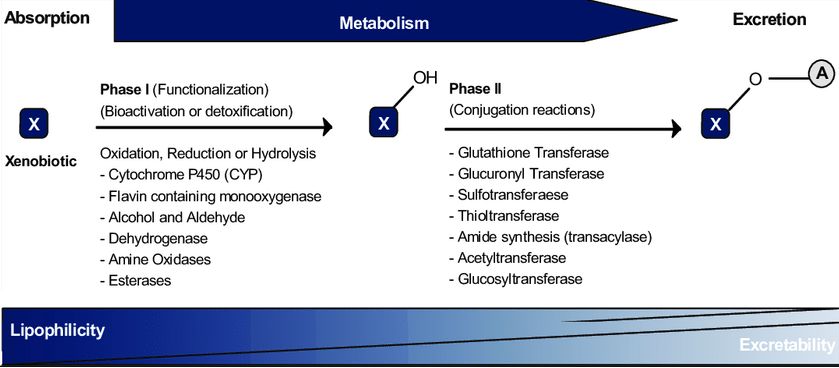 Absorption
Metabolism
Excretion
Phase I (Functionalization)
(Bioactivation or detoxification)
OH
Phase II
(Conjugation reactions)
O
A
X
X
X
Xenobiotic
Oxidation, Reduction or Hydrolysis
- Cytochrome P450 (CYP)
- Flavin containing monooxygenase
- Alcohol and Aldehyde
- Dehydrogenase
- Amine Oxidases
- Esterases
- Glutathione Transferase
- Glucuronyl Transferase
- Sulfotransferaese
- Thioltransferase
- Amide synthesis (transacylase)
- Acetyltransferase
- Glucosyltransferase
Lipophilicity
Excretability